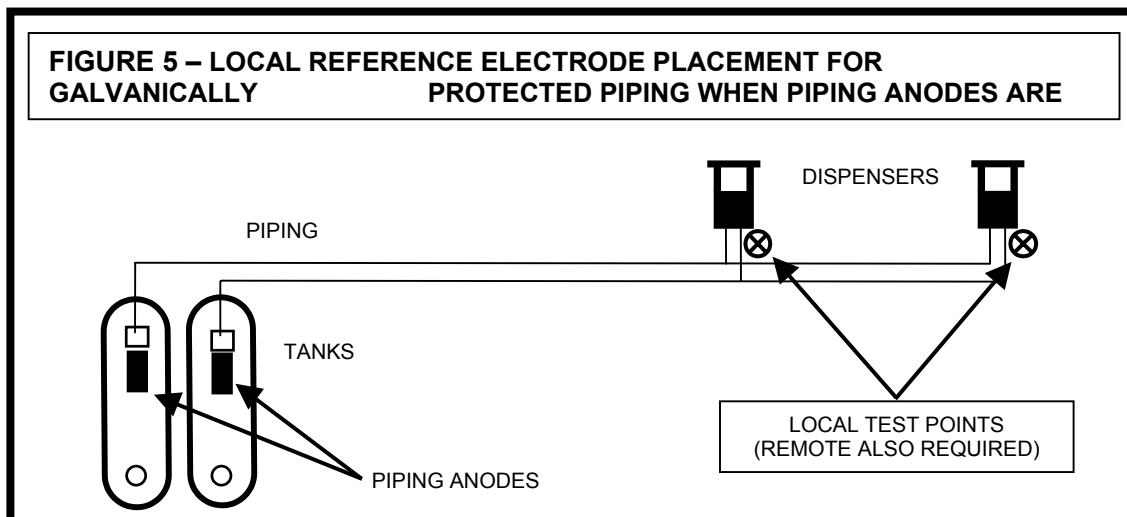 FIGURE 5 – LOCAL REFERENCE ELECTRODE PLACEMENT FOR
GALVANICALLY PROTECTED PIPING WHEN PIPING ANODES ARE
DISPENSERS
PIPING
TANKS
LOCAL TEST POINTS
(REMOTE ALSO REQUIRED)
PIPING ANODES